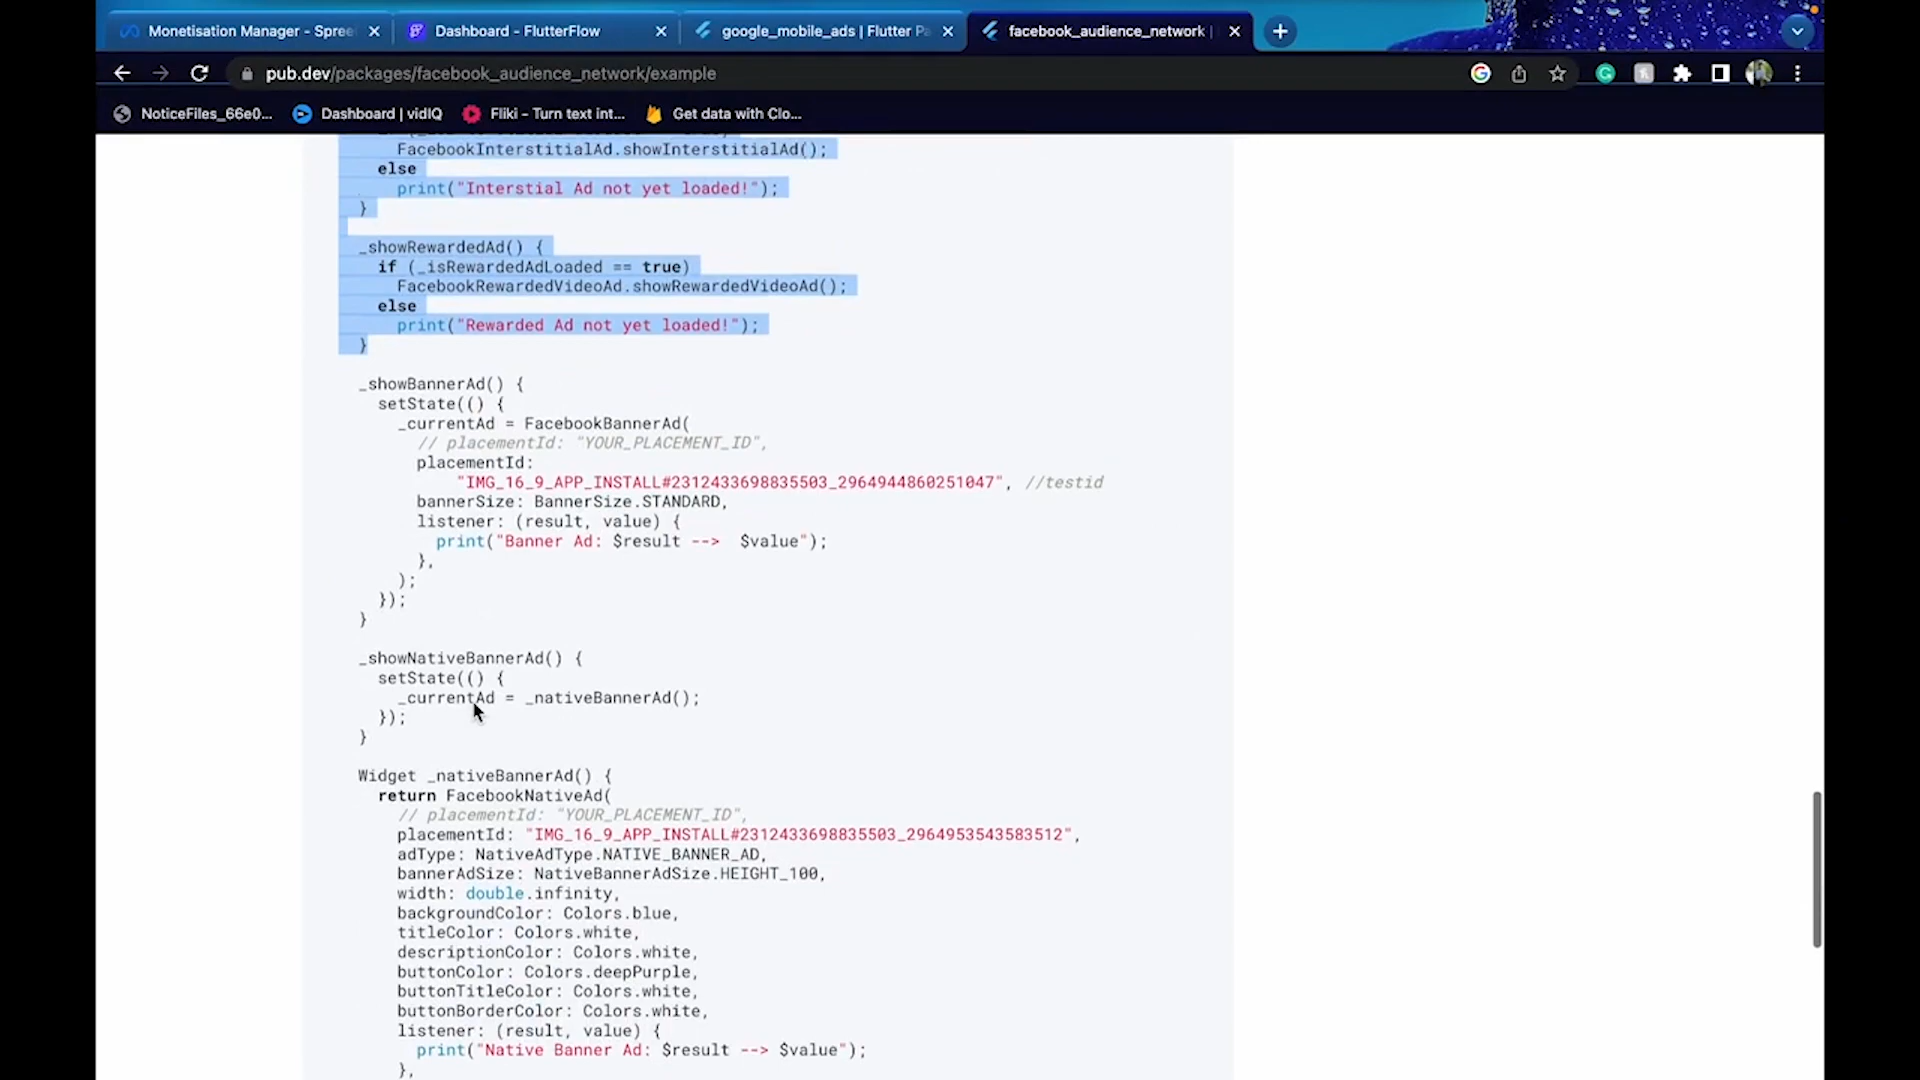 Monetisation Manager - Spree
Dashboard - FlutterFlow
google_mobile_ads | Flutter Pa
facebook_audience_network |
pub.dev/packages/facebook_audience_network/example
NoticeFiles_66e0...
Dashboard | vidIQ
Fliki - Turn text int...
Get data with Clo...
FacebookInterstitialAd.showInterstitialAd();
else
print("Interstial Ad not yet loaded!");
}
_showRewardedAd() {
if (_isRewardedAdLoaded == true)
FacebookRewardedVideoAd.showRewardedVideoAd();
else
print("Rewarded Ad not yet loaded!");
}
_showBannerAd() {
setState(() {
_currentAd = FacebookBannerAd(
// placementId: "YOUR_PLACEMENT_ID",
placementId:
"IMG_16_9_APP_INSTALL#2312433698835503_2964944860251047", //testid
bannerSize: BannerSize.STANDARD,
listener: (result, value) {
print("Banner Ad: $result --> $value");
},
);
});
}
_showNativeBannerAd() {
setState(() {
_currentAd = _nativeBannerAd();
});
}
Widget _nativeBannerAd() {
return FacebookNativeAd(
// placementId: "YOUR_PLACEMENT_ID",
placementId: "IMG_16_9_APP_INSTALL#2312433698835503_2964953543583512",
adType: NativeAdType.NATIVE_BANNER_AD,
bannerAdSize: NativeBannerAdSize.HEIGHT_100,
width: double.infinity,
backgroundColor: Colors.blue,
titleColor: Colors.white,
descriptionColor: Colors.white,
buttonColor: Colors.deepPurple,
buttonTitleColor: Colors.white,
buttonBorderColor: Colors.white,
listener: (result, value) {
print("Native Banner Ad: $result --> $value");
},